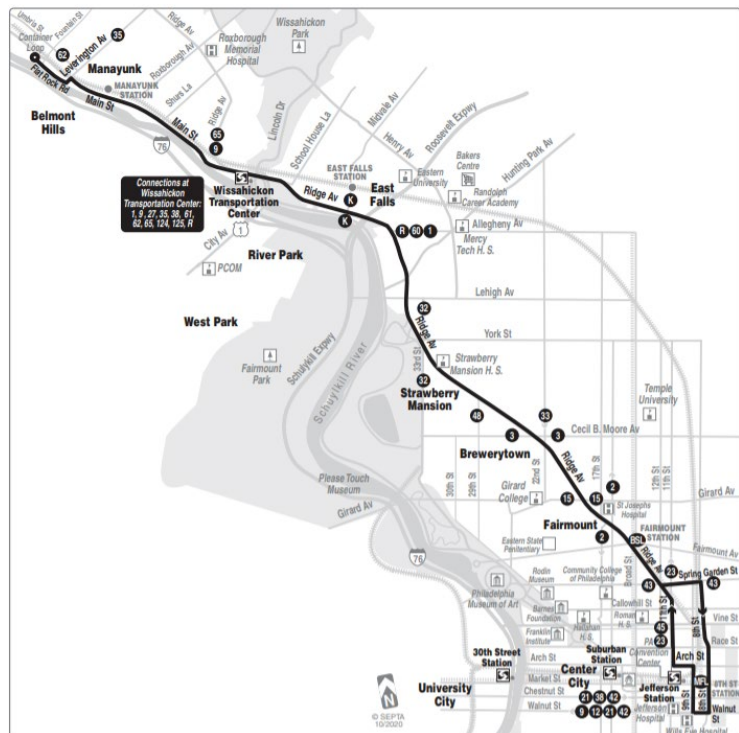 Umbria St
Fountain St
Container
Loop
62
Leverington Av
35
Ridge Av
Flat Rock Rd
Manayunk
Roxborough Av
Roxborough
Memorial
Hospital
Wissahickon
Park
MANAYUNK
STATION
Main St
Shurs La
Belmont
Hills
76
Main St
Ridge Av
65
9
Lincoln Dr
School House La
Midvale Av
Henry Av
Roosevelt Expwy
Hunting Park Av
Connections at
Wissahickon
Transportation Center:
1, 9, 27, 35, 38, 61,
62, 65, 124, 125, R
Wissahickon
Transportation
Center
EAST FALLS
STATION
East
Falls
Ridge Av
K
K
Eastern
University
Bakers
Centre
Randolph
Career Academy
1
City Av
PCOM
River Park
R
60
1
Allegheny Av
Mercy
Tech H. S.
Lehigh Av
West Park
32
Ridge Av
York St
Fairmount
Park
Schuylkill Expwy
Schuylkill River
33rd St
Strawberry
Mansion H. S.
32
Strawberry
Mansion
Temple
University
48
33
3
3
Cecil B. Moore Av
Brewerytown
30th St
29th St
22nd St
Ridge Av
17th St
12th St
11th St
Please Touch
Museum
Girard
College
15
15
2
Girard Av
Girard Av
St Josephs
Hospital
Fairmount
2
BSL
FAIRMOUNT
STATION
Eastern State
Penitentiary
Ridge Av
Fairmount Av
76
Broad St
23
Spring Garden St
43
43
Rodin
Museum
Community College
of Philadelphia
Philadelphia
Museum of Art
Barnes
Foundation
Hallahan
H. S.
Callowhill St
Roman
H. S.
11th St
8th St
Vine St
Franklin
Institute
45
23
PA
Convention
Center
Race St
30th Street
Station
Arch St
Suburban
Station
Arch St
Center
City
Market St
Jefferson
Station
8TH ST
STATION
University
City
Chestnut St
21
38
42
Walnut St
9
12
21
42
Jefferson
Hospital
9th St
8th St
Walnut
St
Wills Eye Hospital
N
© SEPTA
10/2020